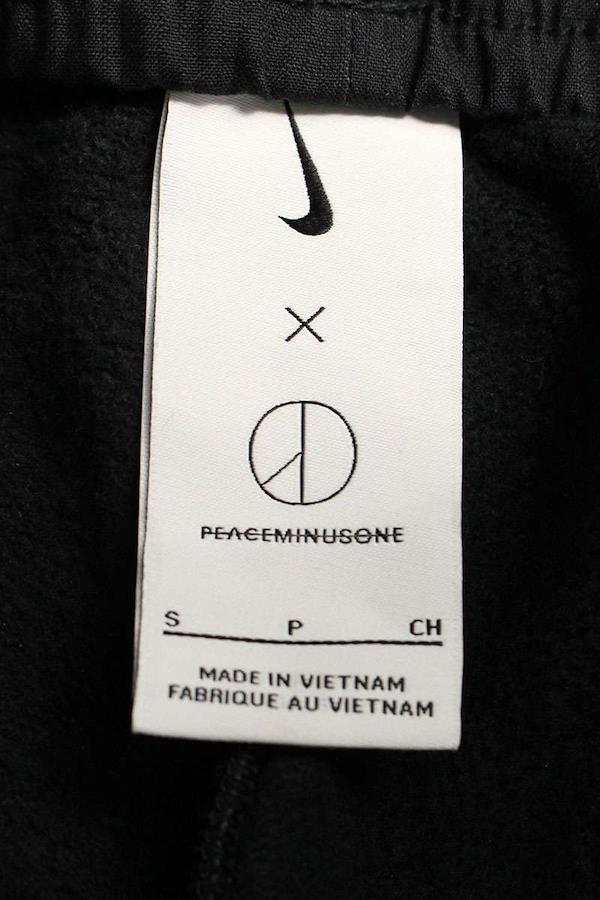 ×
PEACEMINUSONE
S P CH
MADE IN VIETNAM
FABRIQUE AU VIETNAM